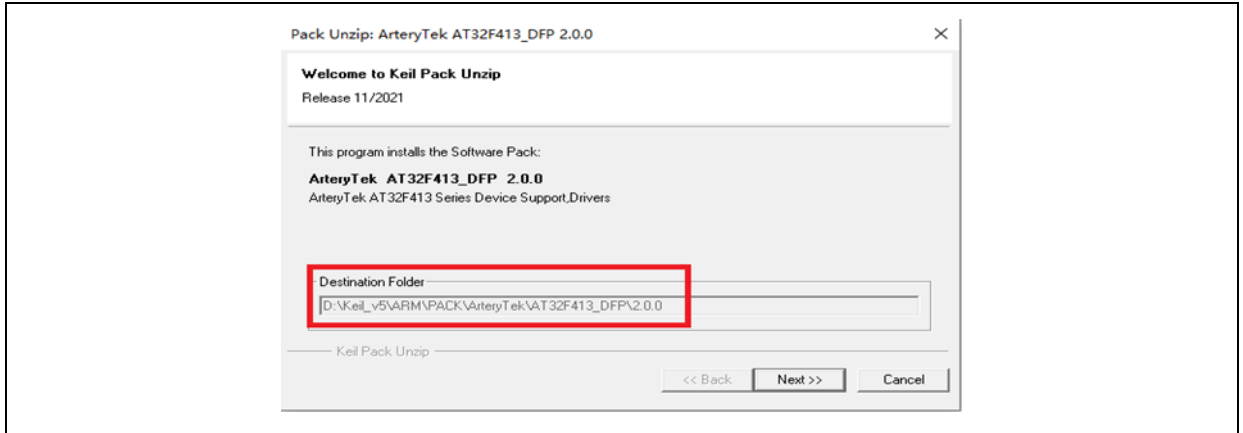 Pack Unzip: ArteryTek AT32F413_DFP 2.0.0
Welcome to Keil Pack Unzip
Release 11/2021
This program installs the Software Pack:
ArteryTek AT32F413_DFP 2.0.0
ArteryTek AT32F413 Series Device Support,Drivers
Destination Folder
D:\Keil_v5\ARM\PACK\ArteryTek\AT32F413_DFP\2.0.0
Keil Pack Unzip
<< Back Next >> Cancel